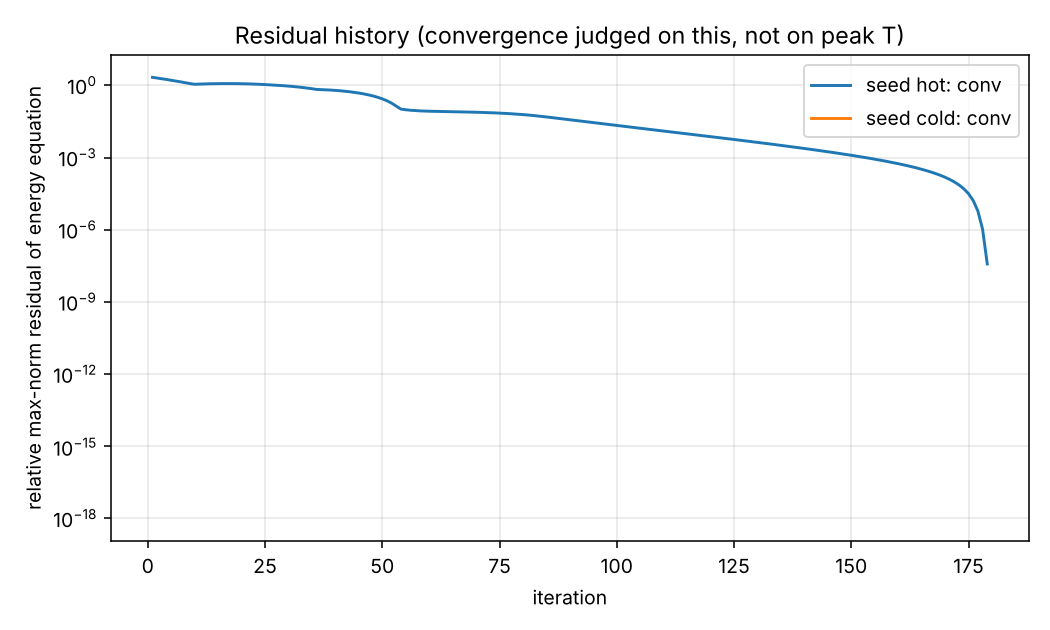 Residual history (convergence judged on this, not on peak T)
relative max-norm residual of energy equation
10⁰
10⁻³
10⁻⁶
10⁻⁹
10⁻¹²
10⁻¹⁵
10⁻¹⁸
seed hot: conv
seed cold: conv
0 25 50 75 100 125 150 175
iteration